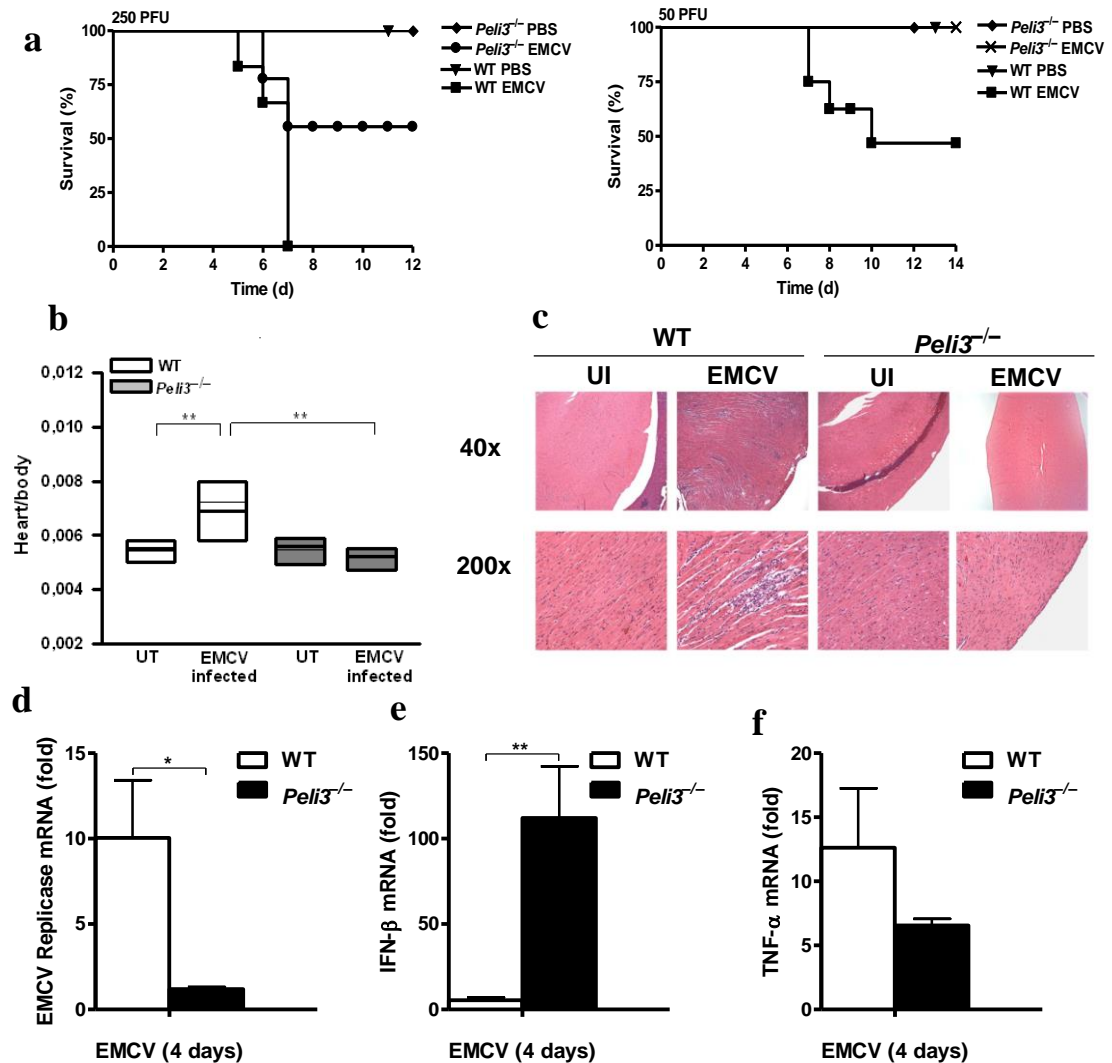 a
250 PFU
Survival (%)
100
75
50
25
0
0 2 4 6 8 10 12
Time (d)
Peli3–/– PBS
Peli3–/– EMCV
WT PBS
WT EMCV
50 PFU
Survival (%)
100
75
50
25
0
0 2 4 6 8 10 12 14
Time (d)
Peli3–/– PBS
Peli3–/– EMCV
WT PBS
WT EMCV
b
Heart/body
0,012
0,010
0,008
0,006
0,004
0,002
WT
Peli3–/–
** **
UT EMCV infected UT EMCV infected
c
WT Peli3–/–
UI EMCV UI EMCV
40x
200x
d
EMCV Replicase mRNA (fold)
15
10
5
0
*
WT
Peli3–/–
EMCV (4 days)
e
IFN-β mRNA (fold)
150
100
50
0
**
WT
Peli3–/–
EMCV (4 days)
f
TNF-α mRNA (fold)
20
15
10
5
0
WT
Peli3–/–
EMCV (4 days)